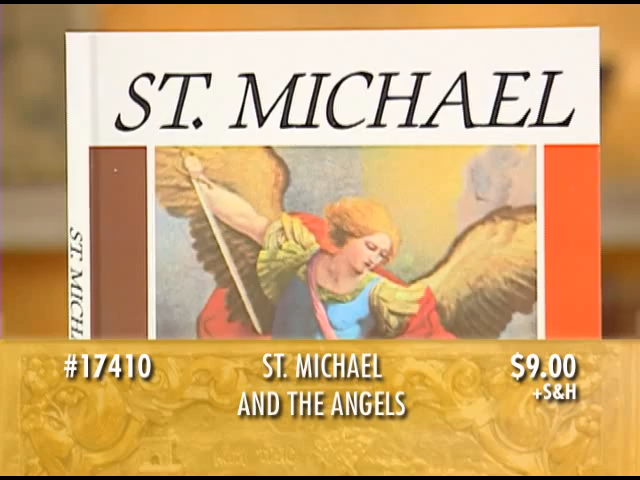 ST. MICHAEL
ST. MICH
#17410
ST. MICHAEL
AND THE ANGELS
$9.00
+S&H